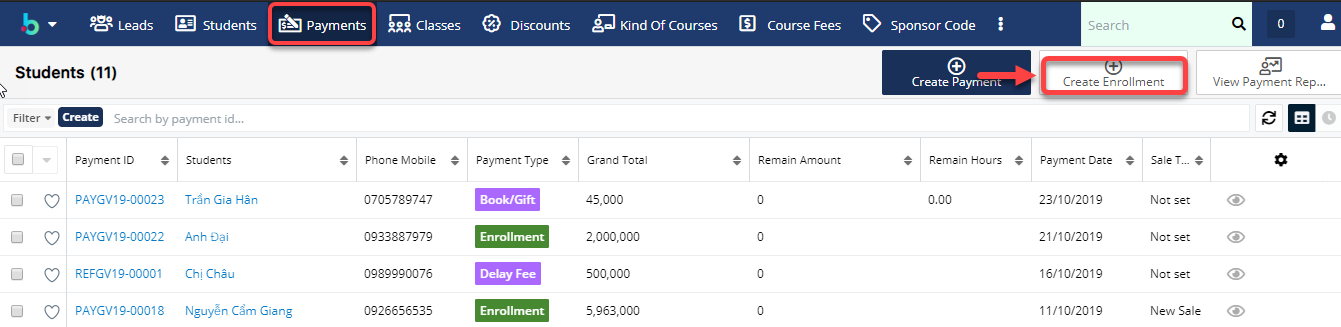 Leads Students Payments Classes Discounts Kind Of Courses Course Fees Sponsor Code Search 0
Students (11) Create Payment Create Enrollment View Payment Rep...
Filter Create Search by payment id...
Payment ID Students Phone Mobile Payment Type Grand Total Remain Amount Remain Hours Payment Date Sale T...
PAYGV19-00023 Trần Gia Hân 0705789747 Book/Gift 45,000 0 0.00 23/10/2019 Not set
PAYGV19-00022 Anh Đại 0933887979 Enrollment 2,000,000 0 21/10/2019 Not set
REFGV19-00001 Chị Châu 0989990076 Delay Fee 500,000 0 16/10/2019 Not set
PAYGV19-00018 Nguyễn Cẩm Giang 0926656535 Enrollment 5,963,000 0 11/10/2019 New Sale